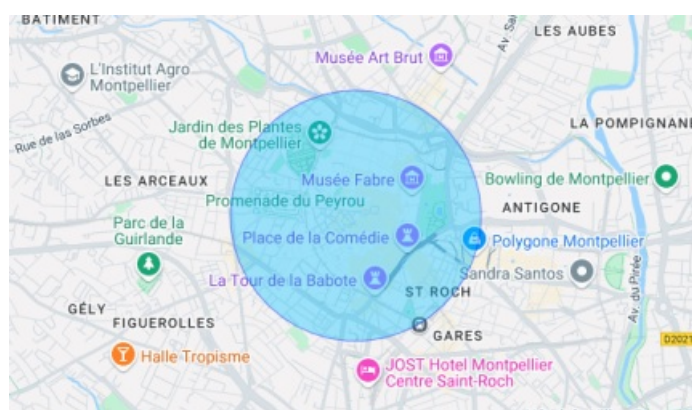 BATIMENT
LES AUBES
Musée Art Brut
Av. Sa
L'Institut Agro
Montpellier
Rue de las Sorbes
Jardin des Plantes
de Montpellier
LA POMPIGNAN
LES ARCEAUX
Musée Fabre
Bowling de Montpellier
Promenade du Peyrou
ANTIGONE
Parc de la
Guirlande
Place de la Comédie
Polygone Montpellier
La Tour de la Babote
Sandra Santos
Av. du Pirée
ST ROCH
GÉLY
FIGUEROLLES
GARES
D2021
Halle Tropisme
JOST Hotel Montpellier
Centre Saint-Roch